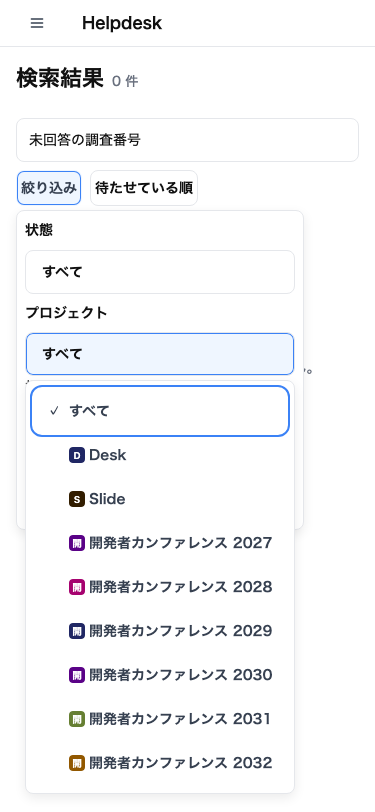 Helpdesk
検索結果 0 件
未回答の調査番号
絞り込み 待たせている順
状態
すべて
プロジェクト
すべて
✓ すべて
D Desk
S Slide
開 開発者カンファレンス 2027
開 開発者カンファレンス 2028
開 開発者カンファレンス 2029
開 開発者カンファレンス 2030
開 開発者カンファレンス 2031
開 開発者カンファレンス 2032